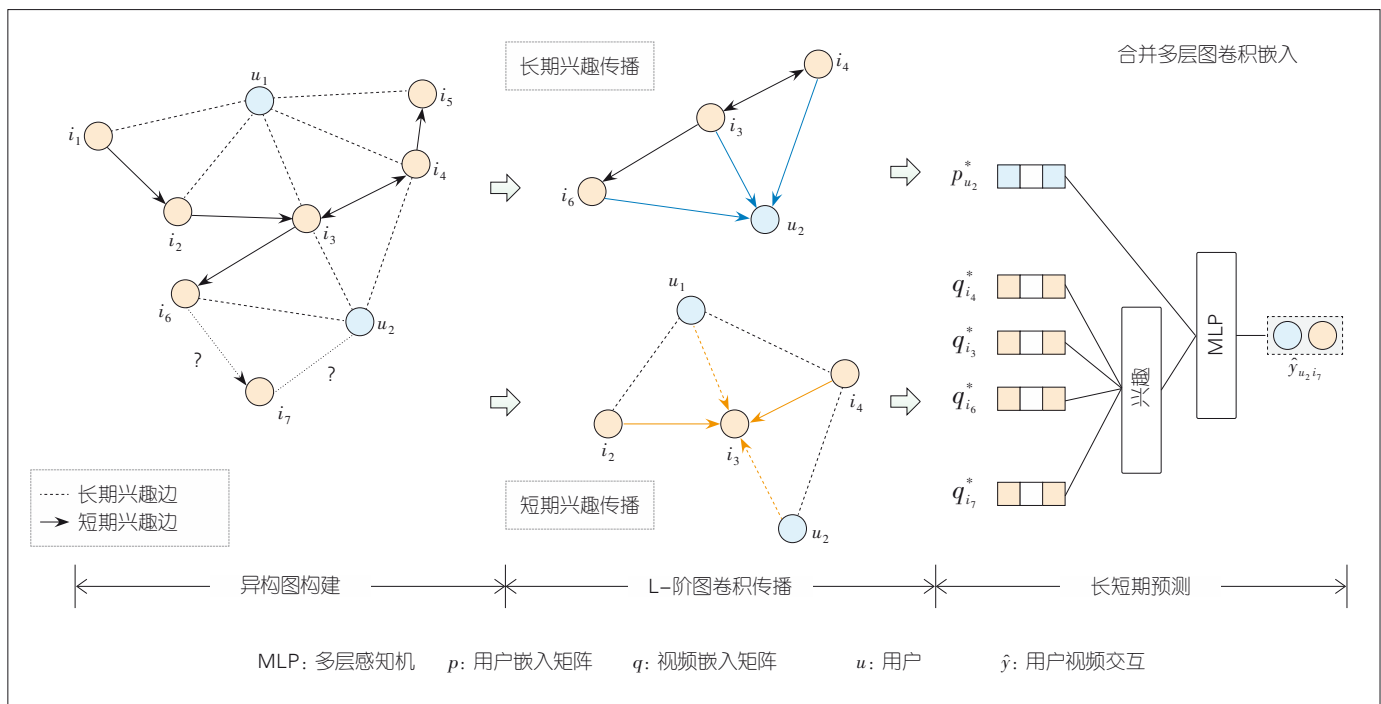 u₁
i₅
i₁
i₄
i₂
i₃
i₆
u₂
?
?
i₇
长期兴趣边
短期兴趣边
长期兴趣传播
i₄
i₃
i₆
u₂
u₁
i₄
i₂
i₃
u₂
短期兴趣传播
合并多层图卷积嵌入
p*ᵤ₂
q*ᵢ₄
q*ᵢ₃
q*ᵢ₆
q*ᵢ₇
兴趣
MLP
ŷᵤ₂ᵢ₇
异构图构建 L-阶图卷积传播 长短期预测
MLP: 多层感知机 p: 用户嵌入矩阵 q: 视频嵌入矩阵 u: 用户 ŷ: 用户视频交互